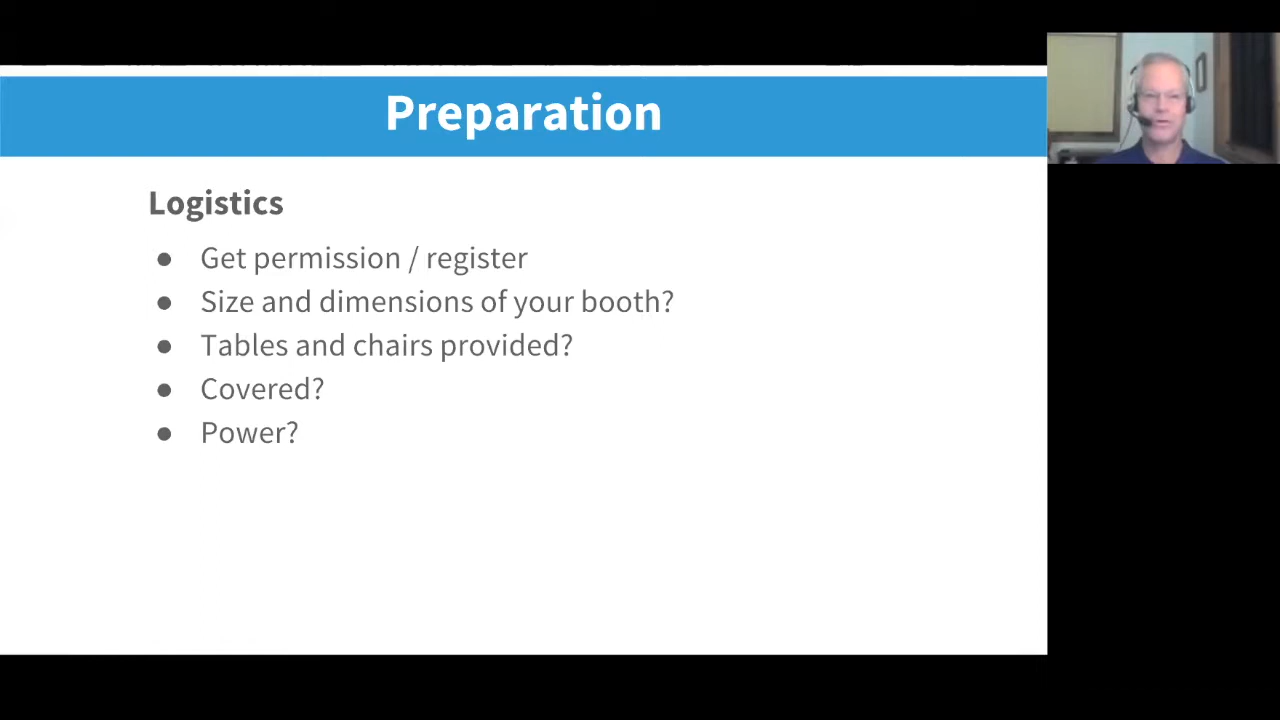 Preparation
Logistics
● Get permission / register
● Size and dimensions of your booth?
● Tables and chairs provided?
● Covered?
● Power?